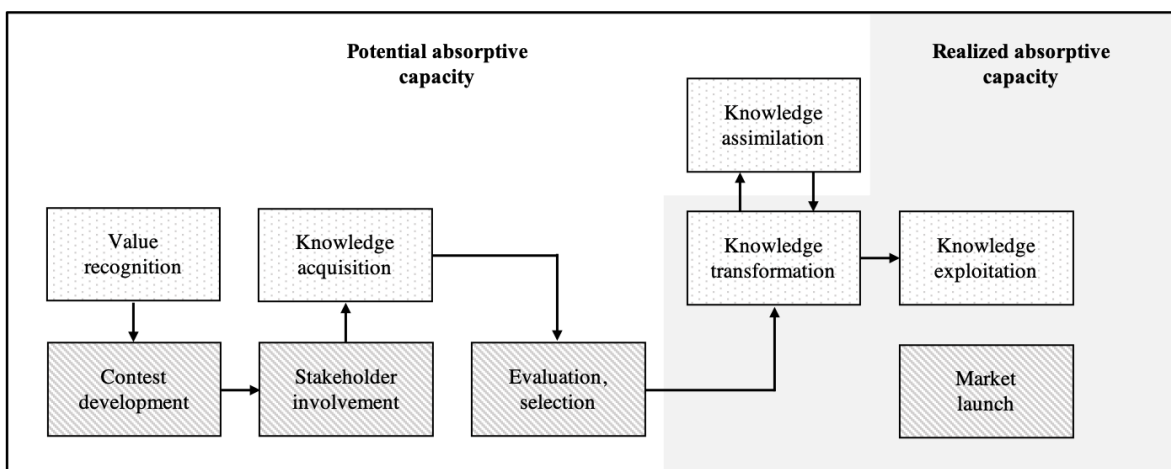 Potential absorptive
capacity
Realized absorptive
capacity
Knowledge
assimilation
Value
recognition
Knowledge
acquisition
Knowledge
transformation
Knowledge
exploitation
Contest
development
Stakeholder
involvement
Evaluation,
selection
Market
launch